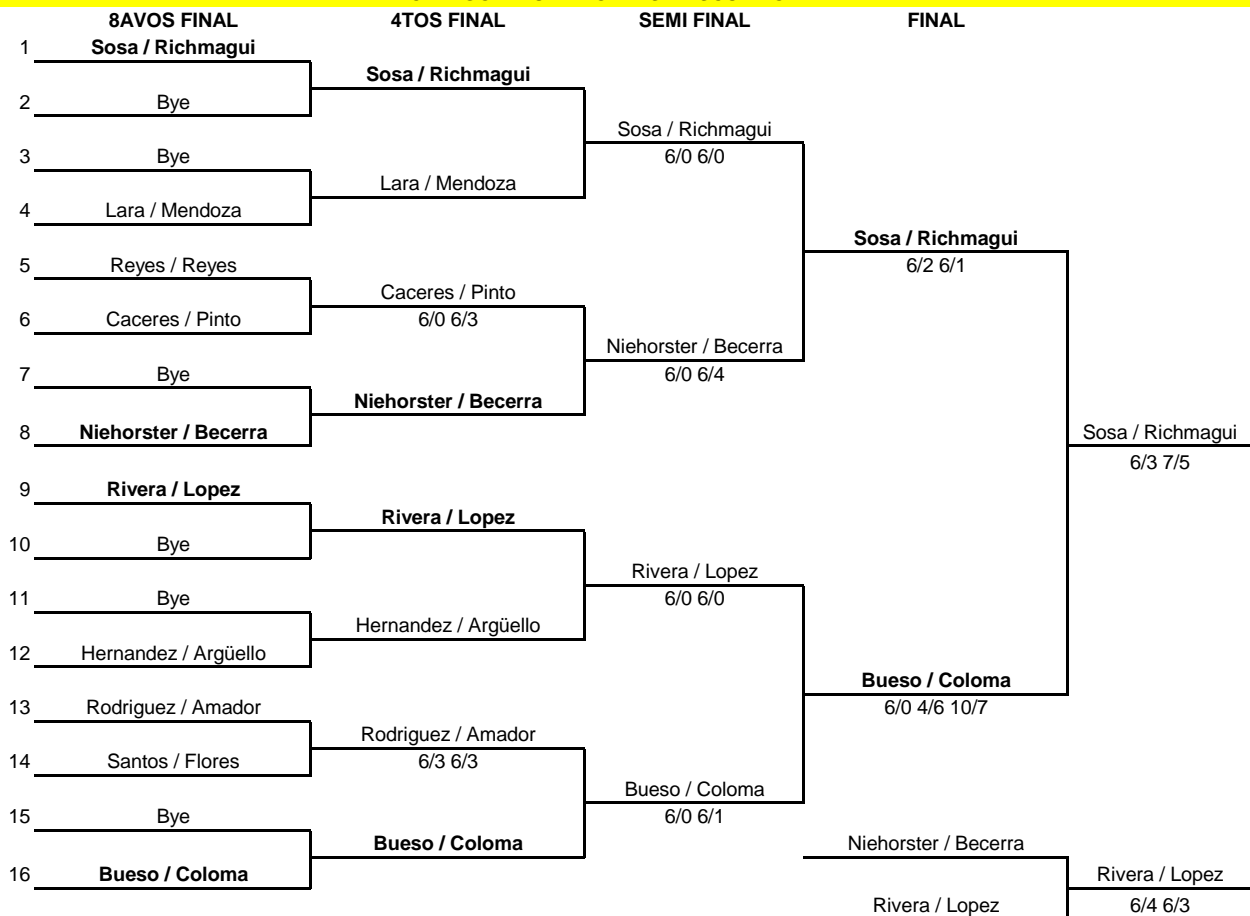 8AVOS FINAL 4TOS FINAL SEMI FINAL FINAL
1 Sosa / Richmagui
Sosa / Richmagui
2 Bye
Sosa / Richmagui
3 Bye 6/0 6/0
Lara / Mendoza
4 Lara / Mendoza
Sosa / Richmagui
5 Reyes / Reyes 6/2 6/1
Caceres / Pinto
6 Caceres / Pinto 6/0 6/3
Niehorster / Becerra
7 Bye 6/0 6/4
Niehorster / Becerra
8 Niehorster / Becerra Sosa / Richmagui
6/3 7/5
9 Rivera / Lopez
Rivera / Lopez
10 Bye
Rivera / Lopez
11 Bye 6/0 6/0
Hernandez / Argüello
12 Hernandez / Argüello
Bueso / Coloma
13 Rodriguez / Amador 6/0 4/6 10/7
Rodriguez / Amador
14 Santos / Flores 6/3 6/3
Bueso / Coloma
15 Bye 6/0 6/1
Bueso / Coloma Niehorster / Becerra
16 Bueso / Coloma Rivera / Lopez
Rivera / Lopez 6/4 6/3